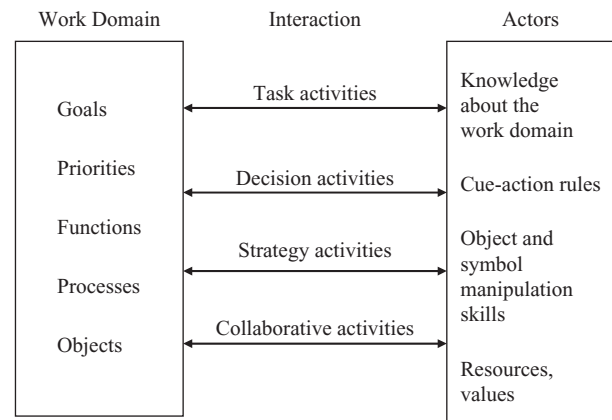 Work Domain
Interaction
Actors
Goals
Priorities
Functions
Processes
Objects
Task activities
Decision activities
Strategy activities
Collaborative activities
Knowledge
about the
work domain
Cue-action rules
Object and
symbol
manipulation
skills
Resources,
values